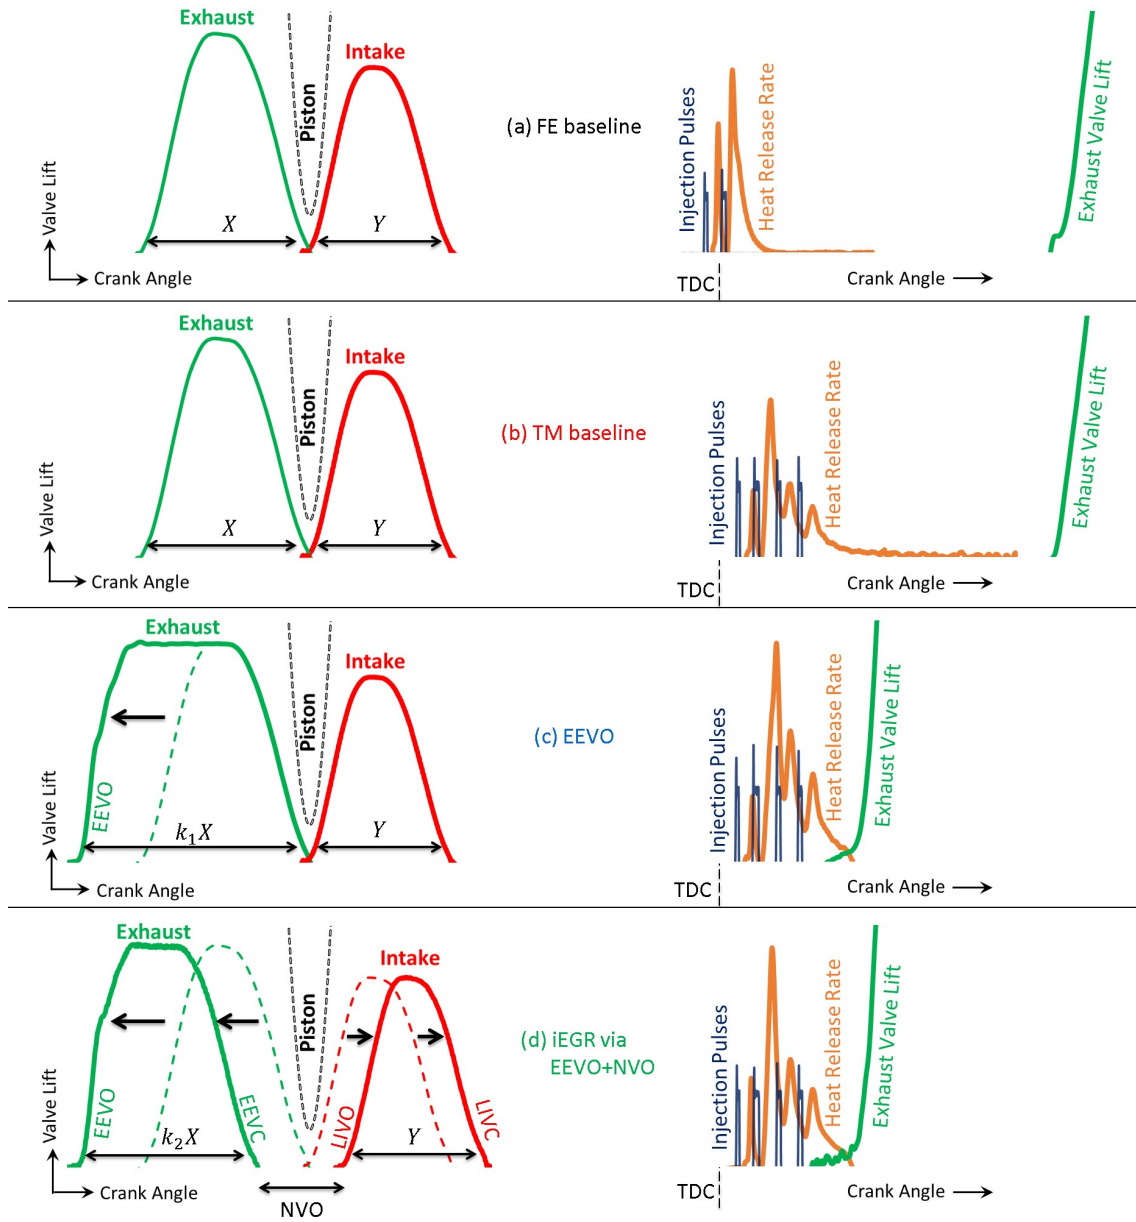 Exhaust
Piston
Intake
X
Y
Valve Lift
Crank Angle
(a) FE baseline
Injection Pulses
Heat Release Rate
Exhaust Valve Lift
TDC
Crank Angle
Exhaust
Piston
Intake
X
Y
Valve Lift
Crank Angle
(b) TM baseline
Injection Pulses
Heat Release Rate
Exhaust Valve Lift
TDC
Crank Angle
Exhaust
Piston
Intake
EEVO
k₁X
Y
Valve Lift
Crank Angle
(c) EEVO
Injection Pulses
Heat Release Rate
Exhaust Valve Lift
TDC
Crank Angle
Exhaust
Piston
Intake
EEVO
k₂X
EEVC
LIVO
Y
LIVC
Valve Lift
Crank Angle
NVO
(d) iEGR via
EEVO+NVO
Injection Pulses
Heat Release Rate
Exhaust Valve Lift
TDC
Crank Angle